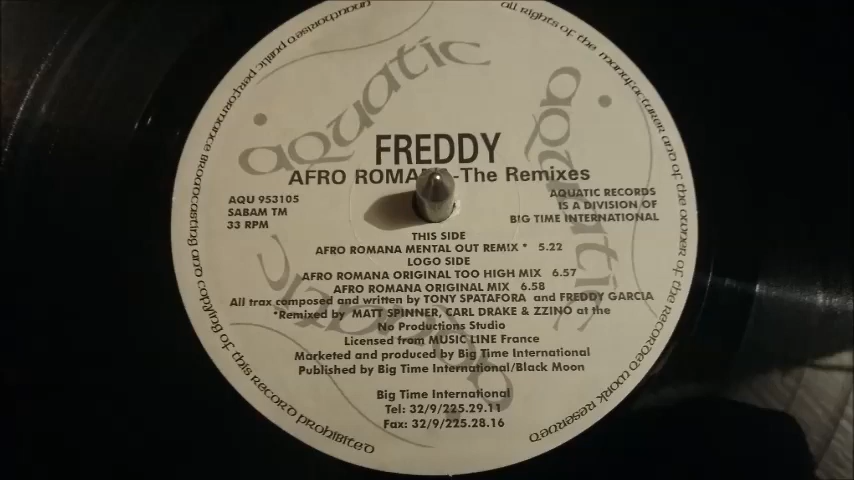 FREDDY
AFRO ROMANA-The Remixes
AQU 953105
SABAM TM
33 RPM
AQUATIC RECORDS
IS A DIVISION OF
BIG TIME INTERNATIONAL
THIS SIDE
AFRO ROMANA MENTAL OUT REMIX * 5.22
LOGO SIDE
AFRO ROMANA ORIGINAL TOO HIGH MIX 6.57
AFRO ROMANA ORIGINAL MIX 6.58
All trax composed and written by TONY SPATAFORA and FREDDY GARCIA
*Remixed by MATT SPINNER, CARL DRAKE & ZZINO at the
No Productions Studio
Licensed from MUSIC LINE France
Marketed and produced by Big Time International
Published by Big Time International/Black Moon
Big Time International
Tel: 32/9/225.29.11
Fax: 32/9/225.28.16
aquatic
aquatic
aquatic
all rights of the manufacturer and of the owner of the recorded work reserved
unauthorised public performance broadcasting and copying of this record prohibited